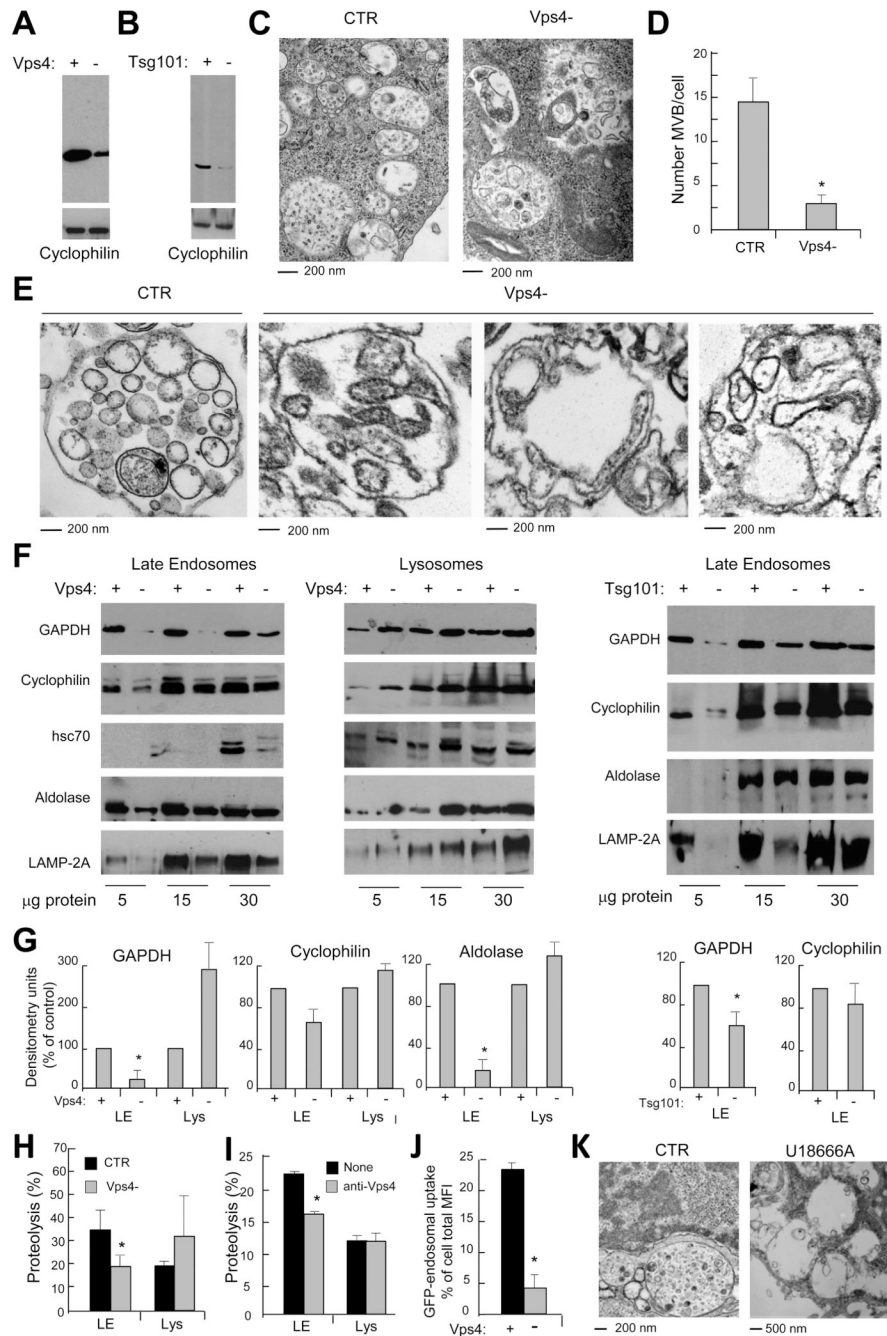 A
Vps4: + -
Cyclophilin
B
Tsg101: + -
Cyclophilin
C
CTR
Vps4-
200 nm
200 nm
D
Number MVB/cell
20
15
10
5
0
*
CTR
Vps4-
E
CTR
Vps4-
200 nm
200 nm
200 nm
200 nm
F
Late Endosomes
Vps4: + - + - + -
GAPDH
Cyclophilin
hsc70
Aldolase
LAMP-2A
μg protein 5 15 30
Lysosomes
Vps4: + - + - + -
5 15 30
Late Endosomes
Tsg101: + - + - + -
GAPDH
Cyclophilin
Aldolase
LAMP-2A
5 15 30
G
Densitometry units
(% of control)
GAPDH
300
200
100
0
*
Vps4: + - + -
LE Lys
Cyclophilin
120
80
40
0
+ - + -
LE Lys
Aldolase
120
80
40
0
*
+ - + -
LE Lys
GAPDH
120
80
40
0
*
Tsg101: + -
LE
Cyclophilin
120
80
40
0
+ -
LE
H
Proteolysis (%)
60
50
40
30
20
10
0
CTR
Vps4-
*
LE Lys
I
Proteolysis (%)
25
20
15
10
5
0
None
anti-Vps4
*
LE Lys
J
GFP-endosomal uptake
% of cell total MFI
25
20
15
10
5
0
*
Vps4: + -
K
CTR
U18666A
200 nm
500 nm